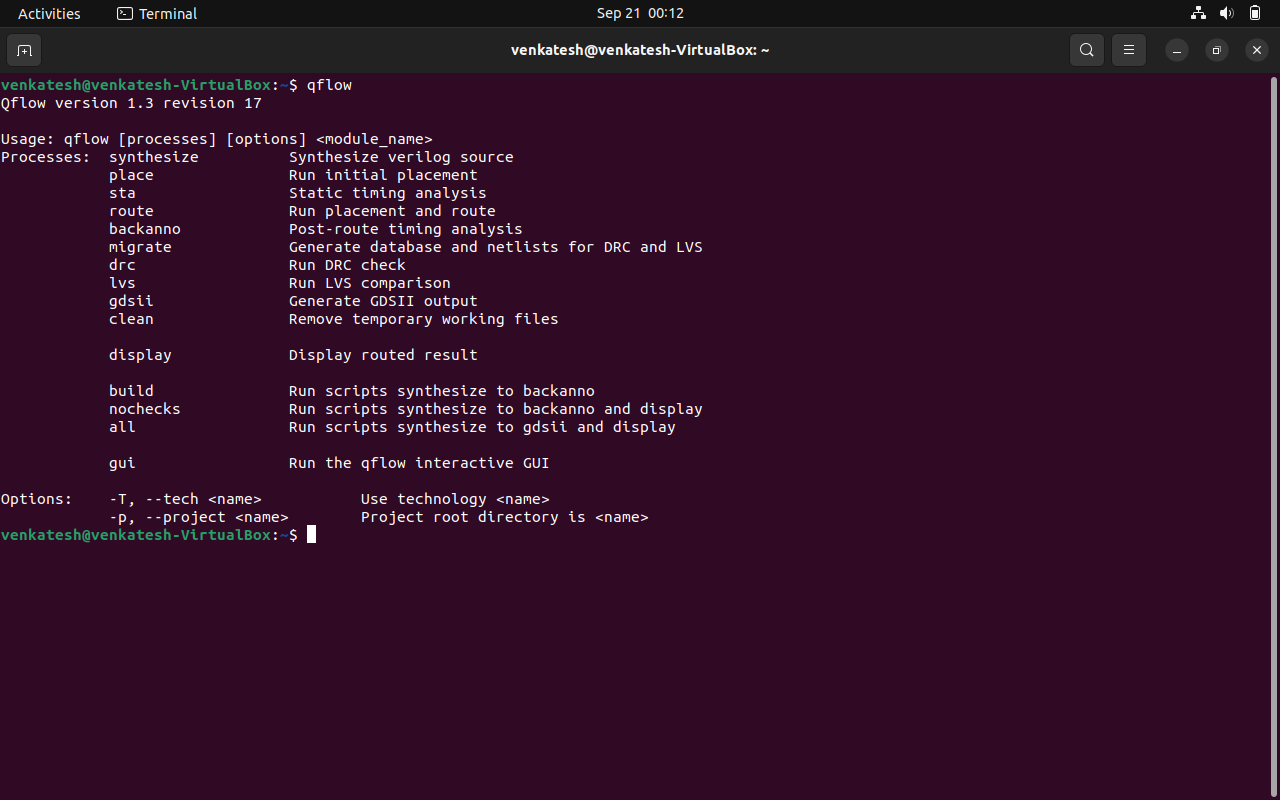 Activities Terminal Sep 21 00:12
venkatesh@venkatesh-VirtualBox: ~
venkatesh@venkatesh-VirtualBox:~$ qflow
Qflow version 1.3 revision 17
Usage: qflow [processes] [options] <module_name>
Processes: synthesize Synthesize verilog source
place Run initial placement
sta Static timing analysis
route Run placement and route
backanno Post-route timing analysis
migrate Generate database and netlists for DRC and LVS
drc Run DRC check
lvs Run LVS comparison
gdsii Generate GDSII output
clean Remove temporary working files
display Display routed result
build Run scripts synthesize to backanno
nochecks Run scripts synthesize to backanno and display
all Run scripts synthesize to gdsii and display
gui Run the qflow interactive GUI
Options: -T, --tech <name> Use technology <name>
-p, --project <name> Project root directory is <name>
venkatesh@venkatesh-VirtualBox:~$